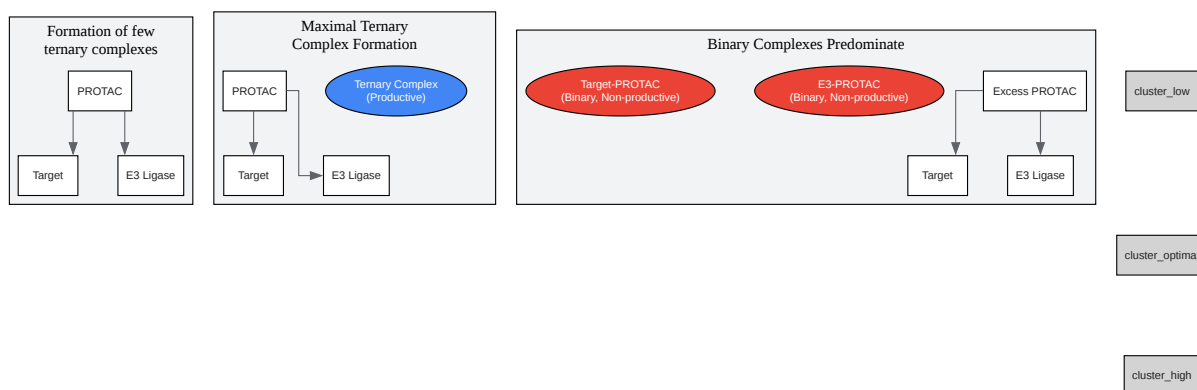 Formation of few
ternary complexes
PROTAC
Target
E3 Ligase
Maximal Ternary
Complex Formation
PROTAC
Ternary Complex
(Productive)
Target
E3 Ligase
Binary Complexes Predominate
Target-PROTAC
(Binary, Non-productive)
E3-PROTAC
(Binary, Non-productive)
Excess PROTAC
Target
E3 Ligase
cluster_low
cluster_optima
cluster_high